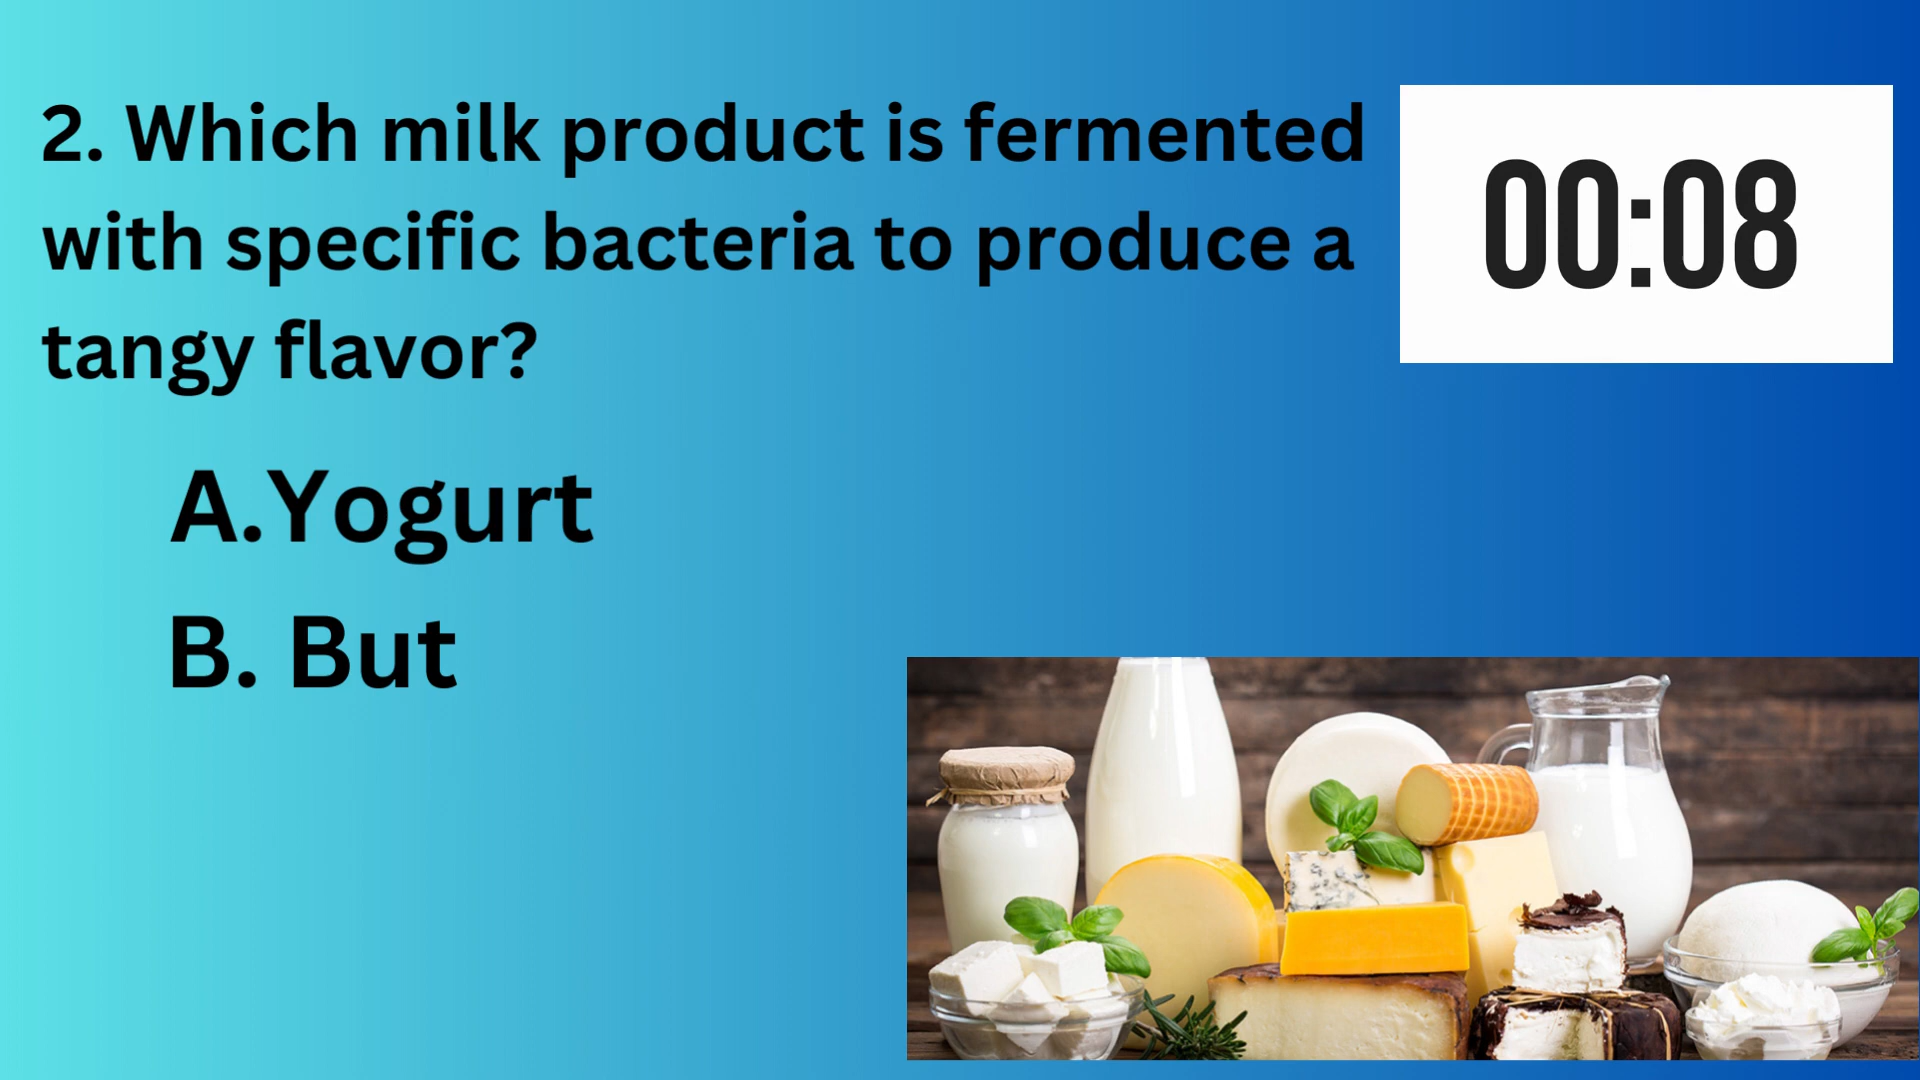 2. Which milk product is fermented
with specific bacteria to produce a
tangy flavor?
00:08
A.Yogurt
B. But